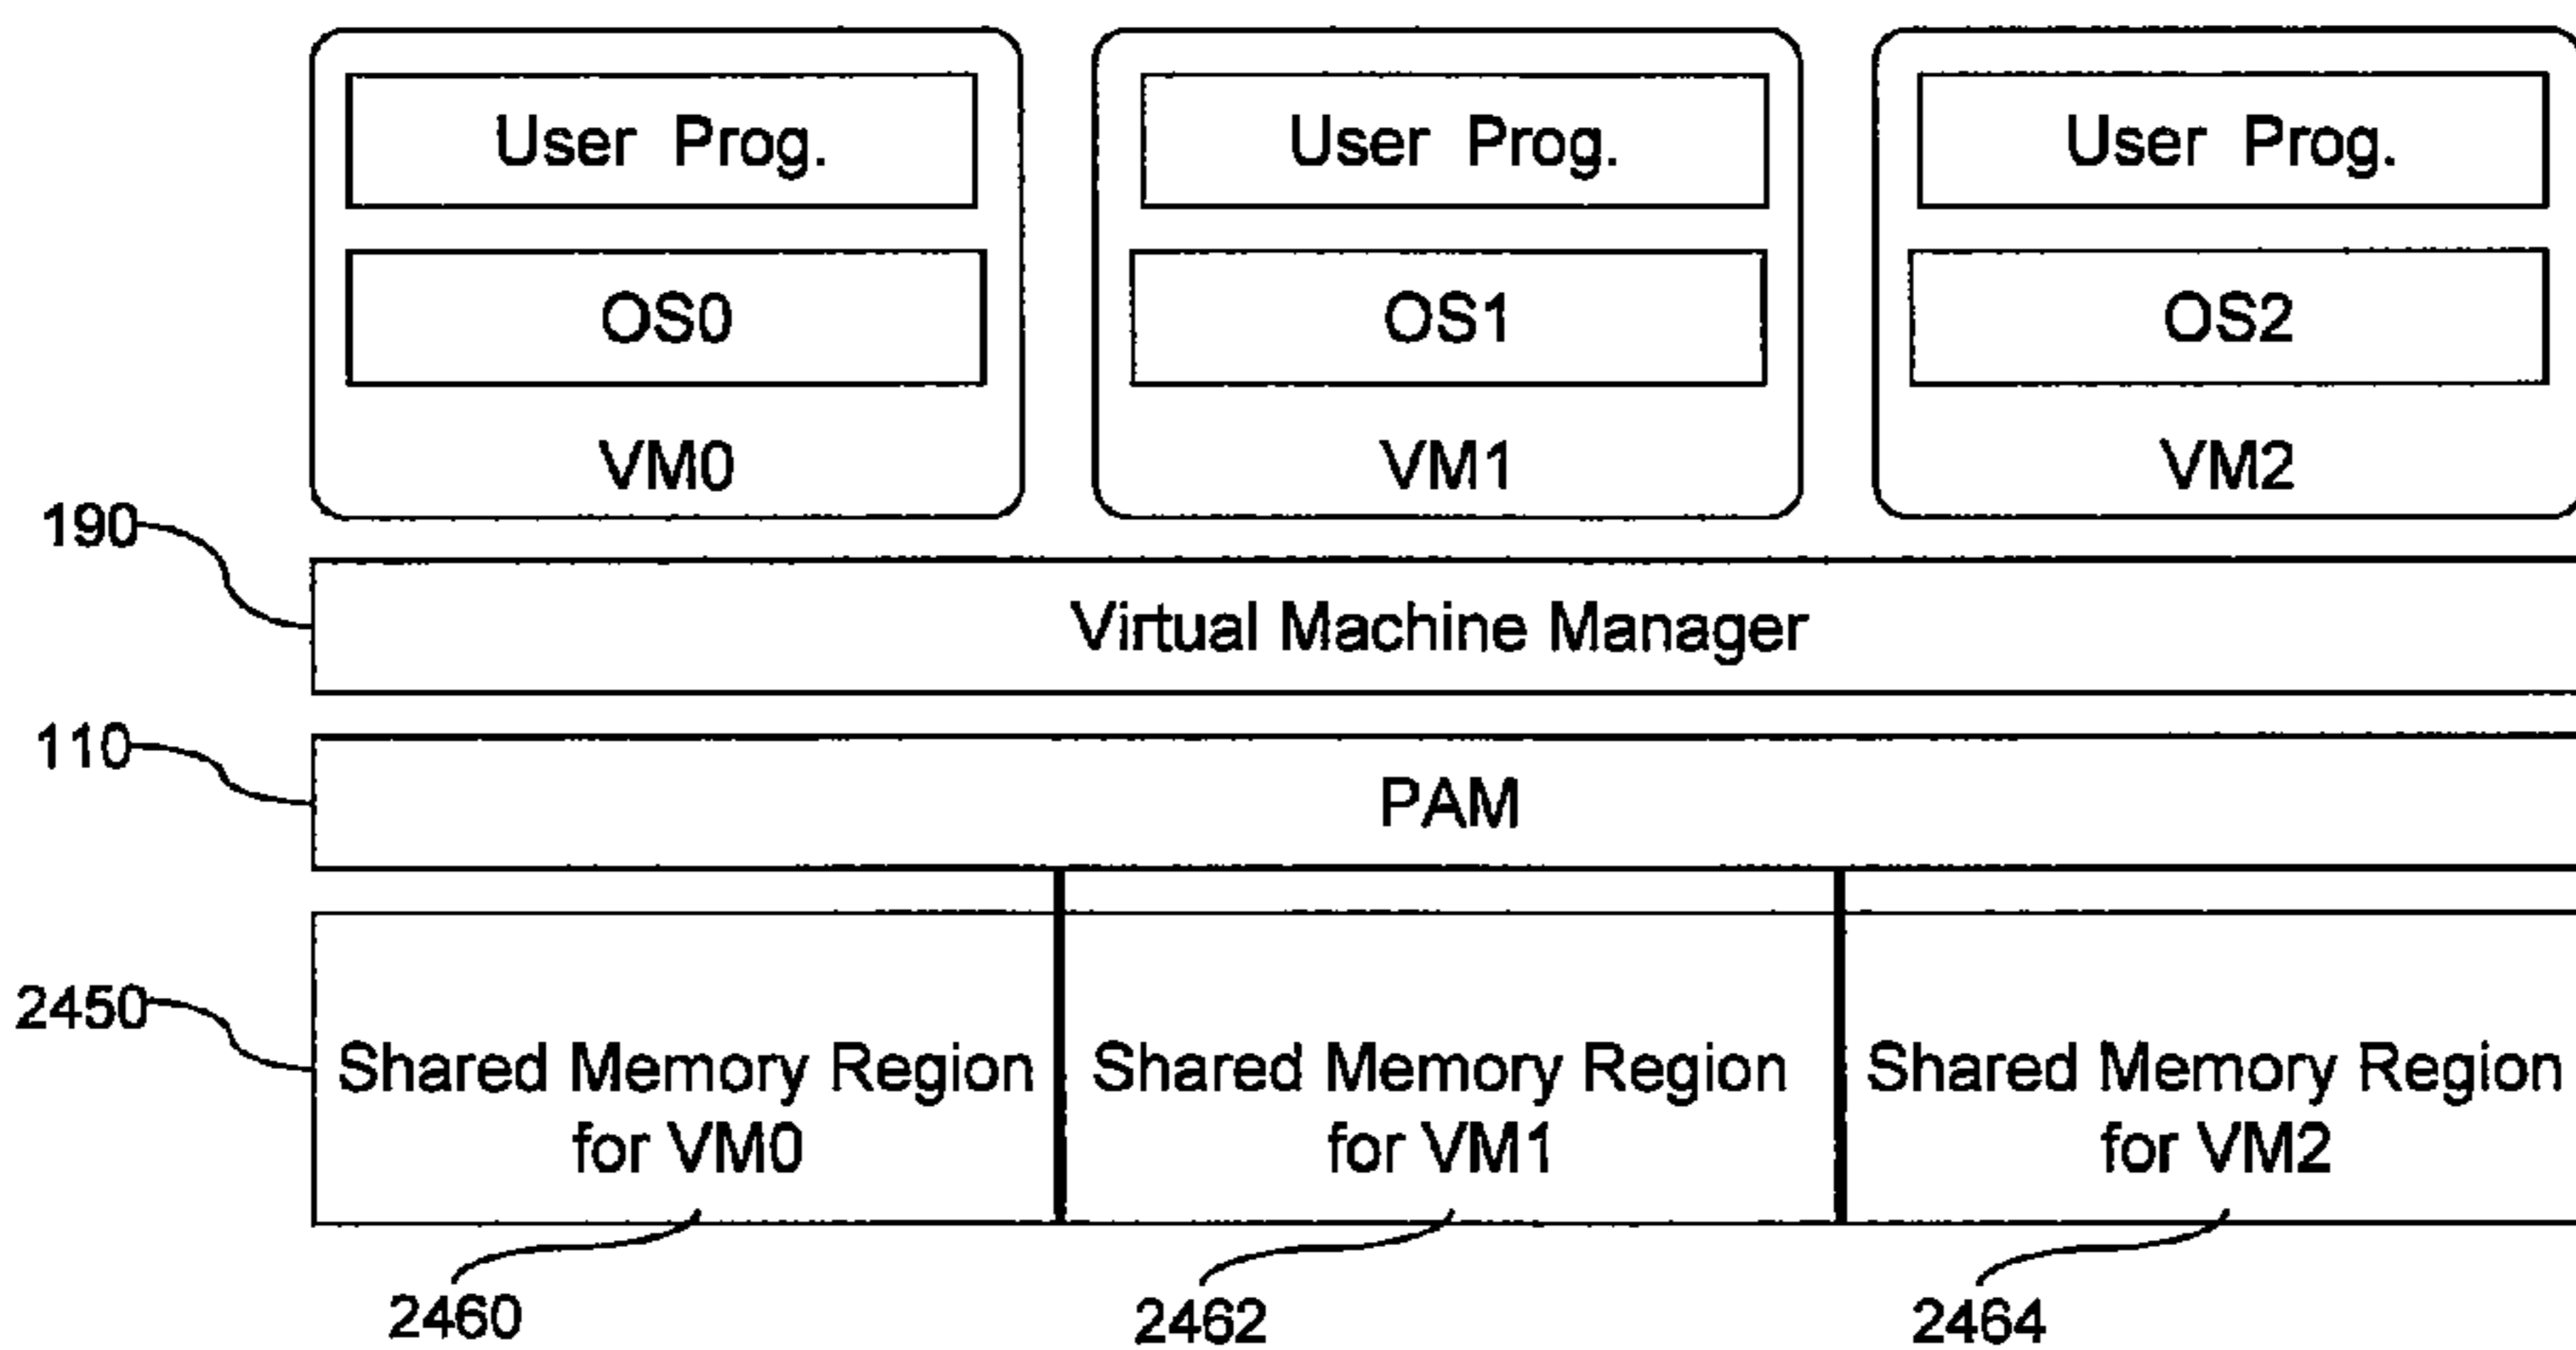 User Prog. User Prog. User Prog.
OS0 OS1 OS2
VM0 VM1 VM2
190
Virtual Machine Manager
110
PAM
2450
Shared Memory Region Shared Memory Region Shared Memory Region
for VM0 for VM1 for VM2
2460 2462 2464